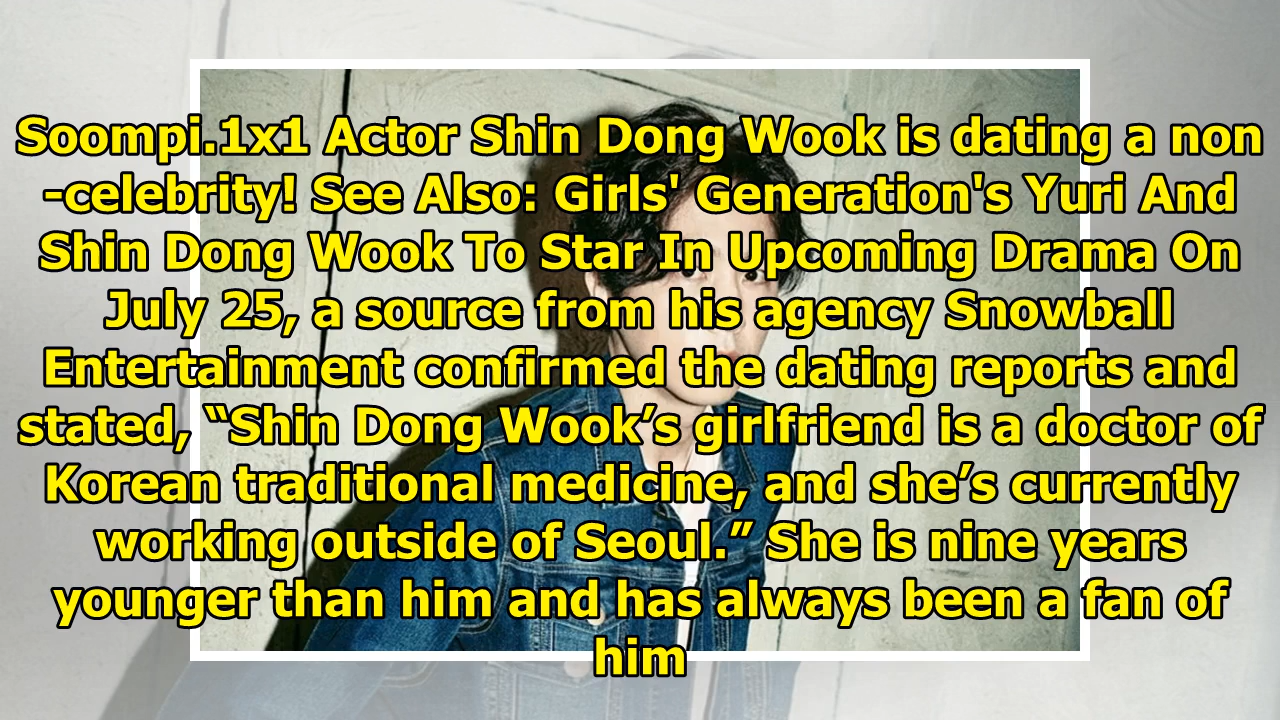 Soompi.1x1 Actor Shin Dong Wook is dating a non
-celebrity! See Also: Girls' Generation's Yuri And
Shin Dong Wook To Star In Upcoming Drama On
July 25, a source from his agency Snowball
Entertainment confirmed the dating reports and
stated, “Shin Dong Wook’s girlfriend is a doctor of
Korean traditional medicine, and she’s currently
working outside of Seoul.” She is nine years
younger than him and has always been a fan of
him